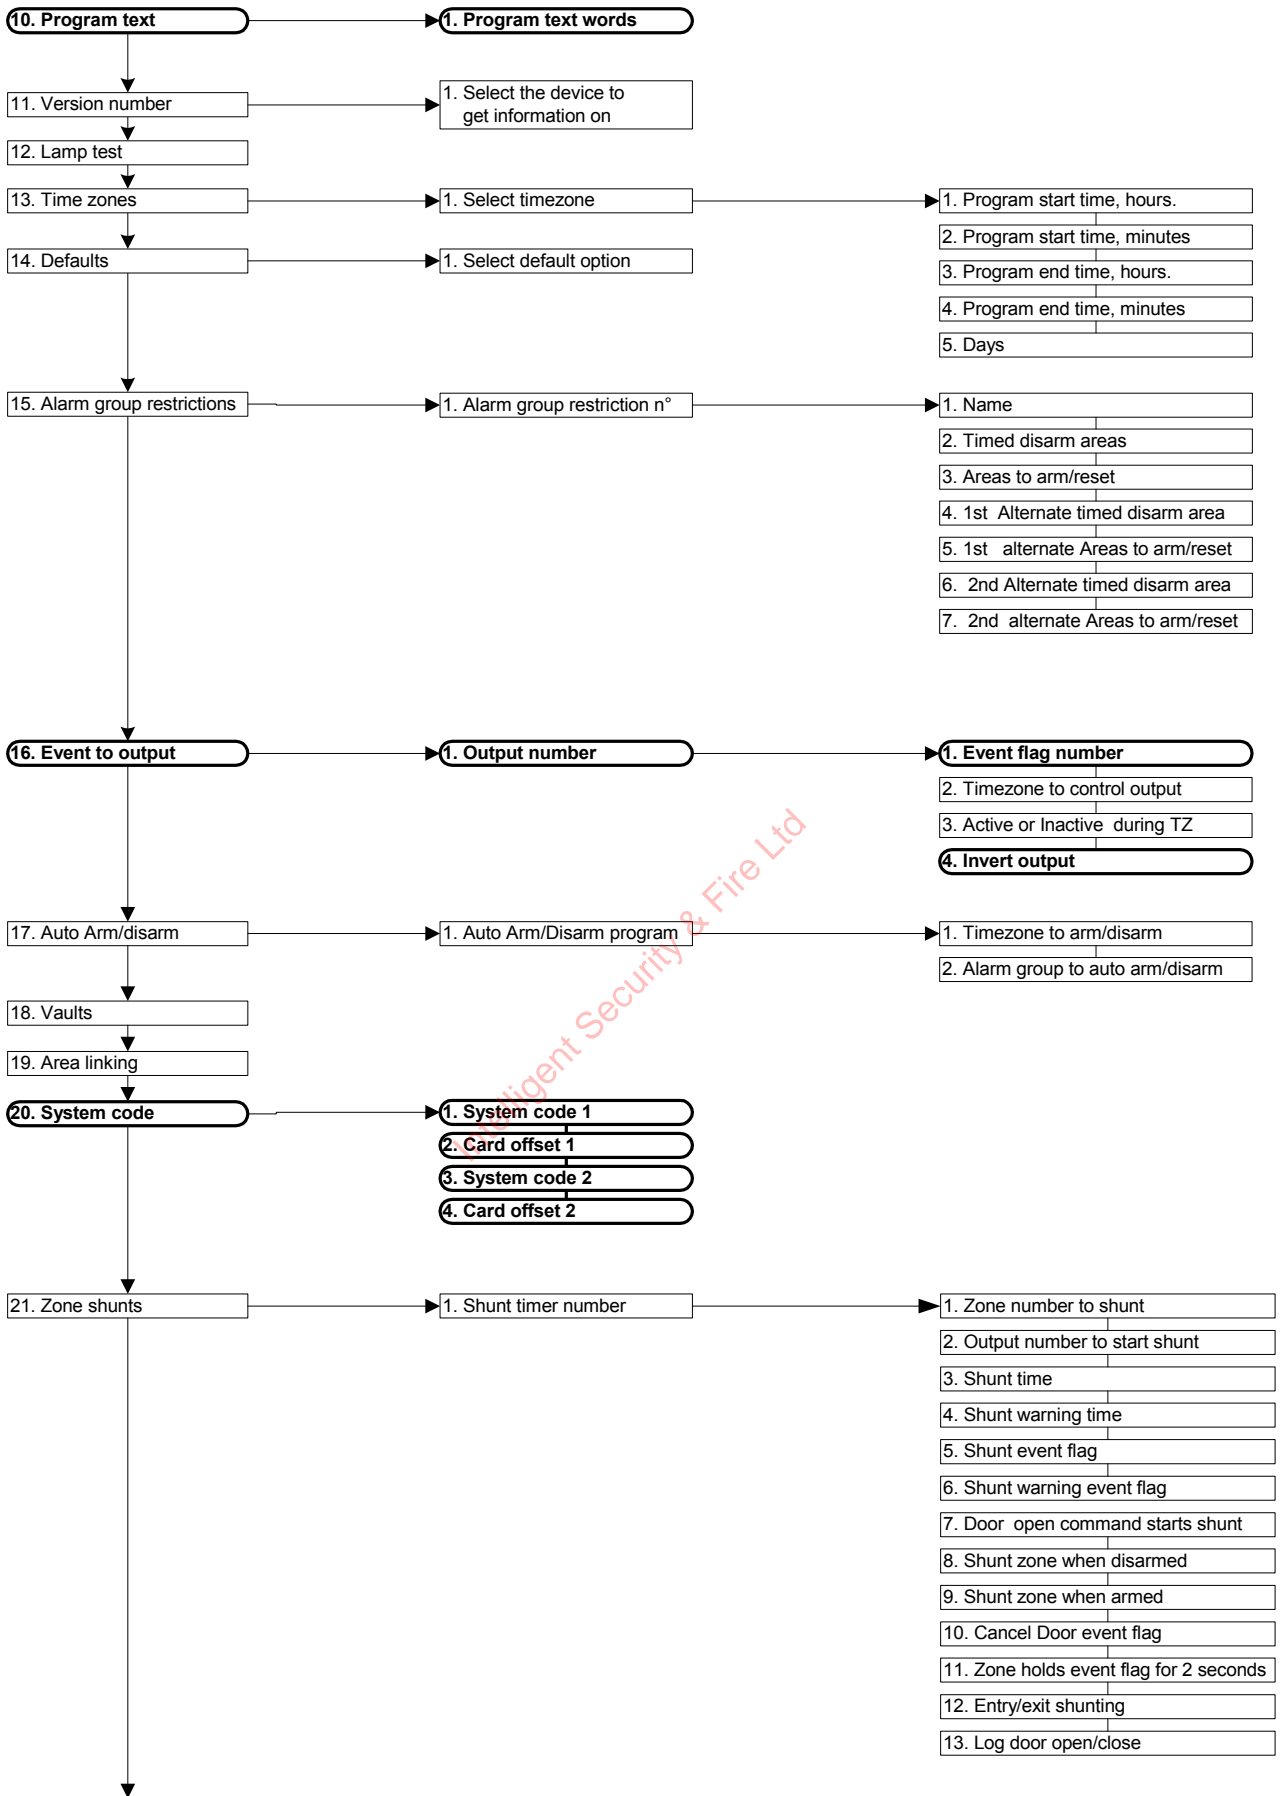 10. Program text
1. Program text words
11. Version number
1. Select the device to
get information on
12. Lamp test
13. Time zones
1. Select timezone
1. Program start time, hours.
2. Program start time, minutes
3. Program end time, hours.
4. Program end time, minutes
5. Days
14. Defaults
1. Select default option
15. Alarm group restrictions
1. Alarm group restriction n°
1. Name
2. Timed disarm areas
3. Areas to arm/reset
4. 1st Alternate timed disarm area
5. 1st alternate Areas to arm/reset
6. 2nd Alternate timed disarm area
7. 2nd alternate Areas to arm/reset
16. Event to output
1. Output number
1. Event flag number
2. Timezone to control output
3. Active or Inactive during TZ
4. Invert output
17. Auto Arm/disarm
1. Auto Arm/Disarm program
1. Timezone to arm/disarm
2. Alarm group to auto arm/disarm
18. Vaults
19. Area linking
20. System code
1. System code 1
2. Card offset 1
3. System code 2
4. Card offset 2
21. Zone shunts
1. Shunt timer number
1. Zone number to shunt
2. Output number to start shunt
3. Shunt time
4. Shunt warning time
5. Shunt event flag
6. Shunt warning event flag
7. Door open command starts shunt
8. Shunt zone when disarmed
9. Shunt zone when armed
10. Cancel Door event flag
11. Zone holds event flag for 2 seconds
12. Entry/exit shunting
13. Log door open/close
Intelligent Security & Fire Ltd